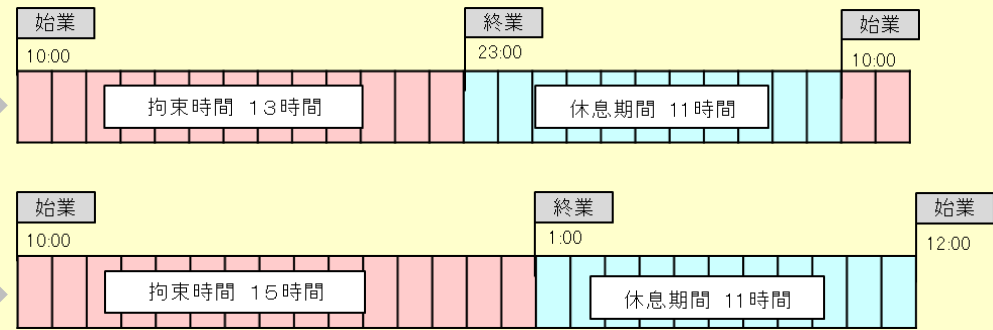 始業 終業 始業
10:00 23:00 10:00
拘束時間 13時間 休息期間 11時間
始業 終業 始業
10:00 1:00 12:00
拘束時間 15時間 休息期間 11時間